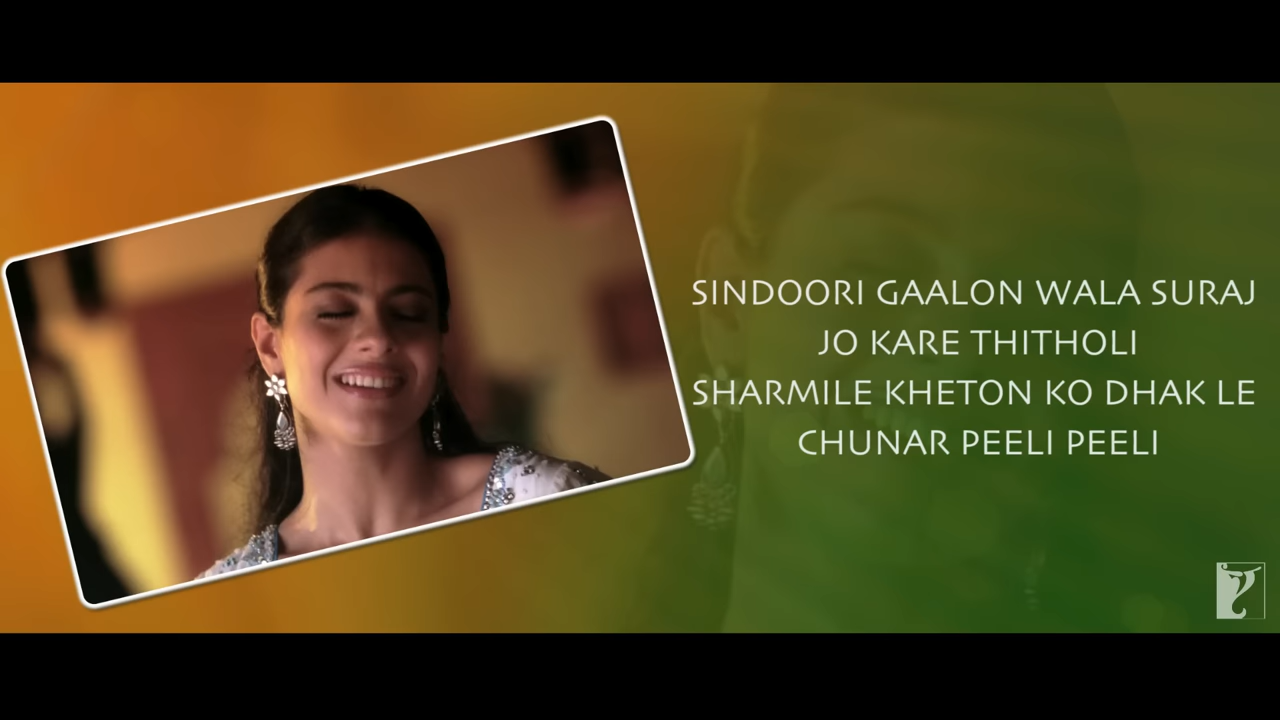 SINDOORI GAALON WALA SURAJ
JO KARE THITHOLI
SHARMILE KHETON KO DHAK LE
CHUNAR PEELI PEELI